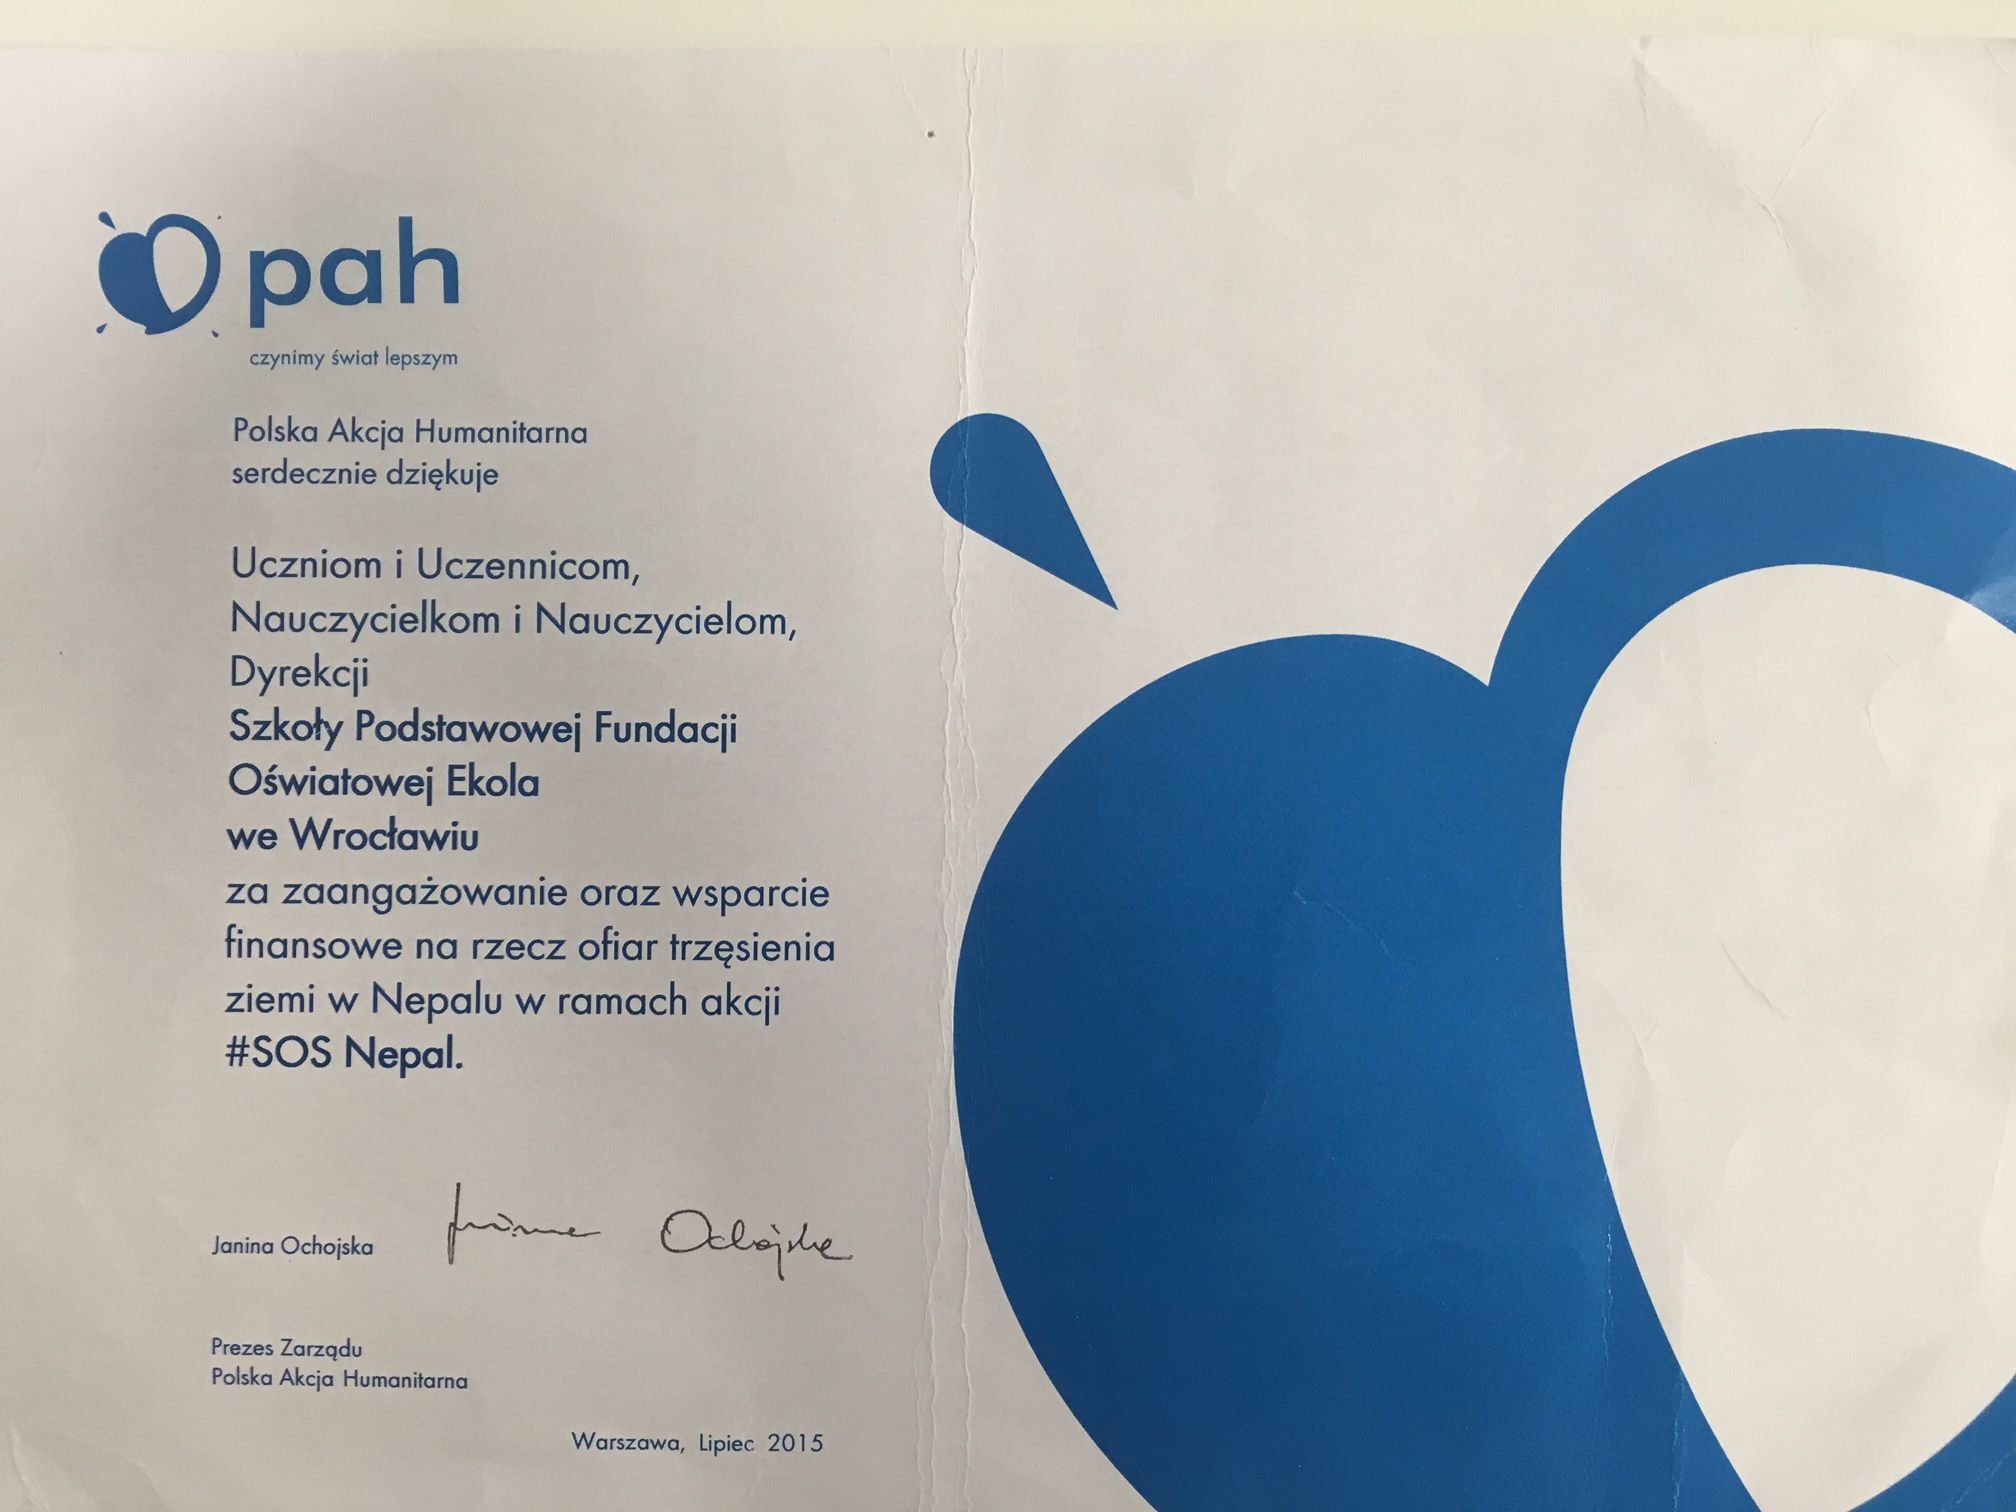 pah
czynimy świat lepszym
Polska Akcja Humanitarna
serdecznie dziękuje
Uczniom i Uczennicom,
Nauczycielkom i Nauczycielom,
Dyrekcji
Szkoły Podstawowej Fundacji
Oświatowej Ekola
we Wrocławiu
za zaangażowanie oraz wsparcie
finansowe na rzecz ofiar trzęsienia
ziemi w Nepalu w ramach akcji
#SOS Nepal.
Janina Ochojska Janina Ochojska
Prezes Zarządu
Polska Akcja Humanitarna
Warszawa, Lipiec 2015